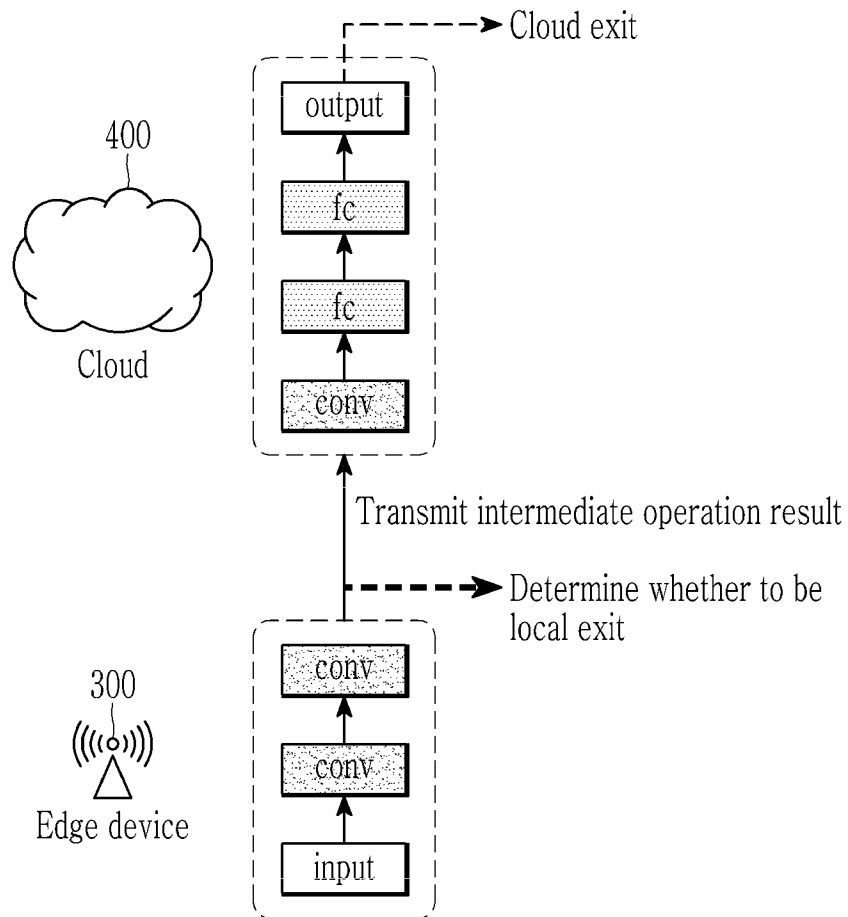 Cloud exit
output
400
fc
fc
Cloud
conv
Transmit intermediate operation result
Determine whether to be
local exit
conv
300
conv
Edge device
input